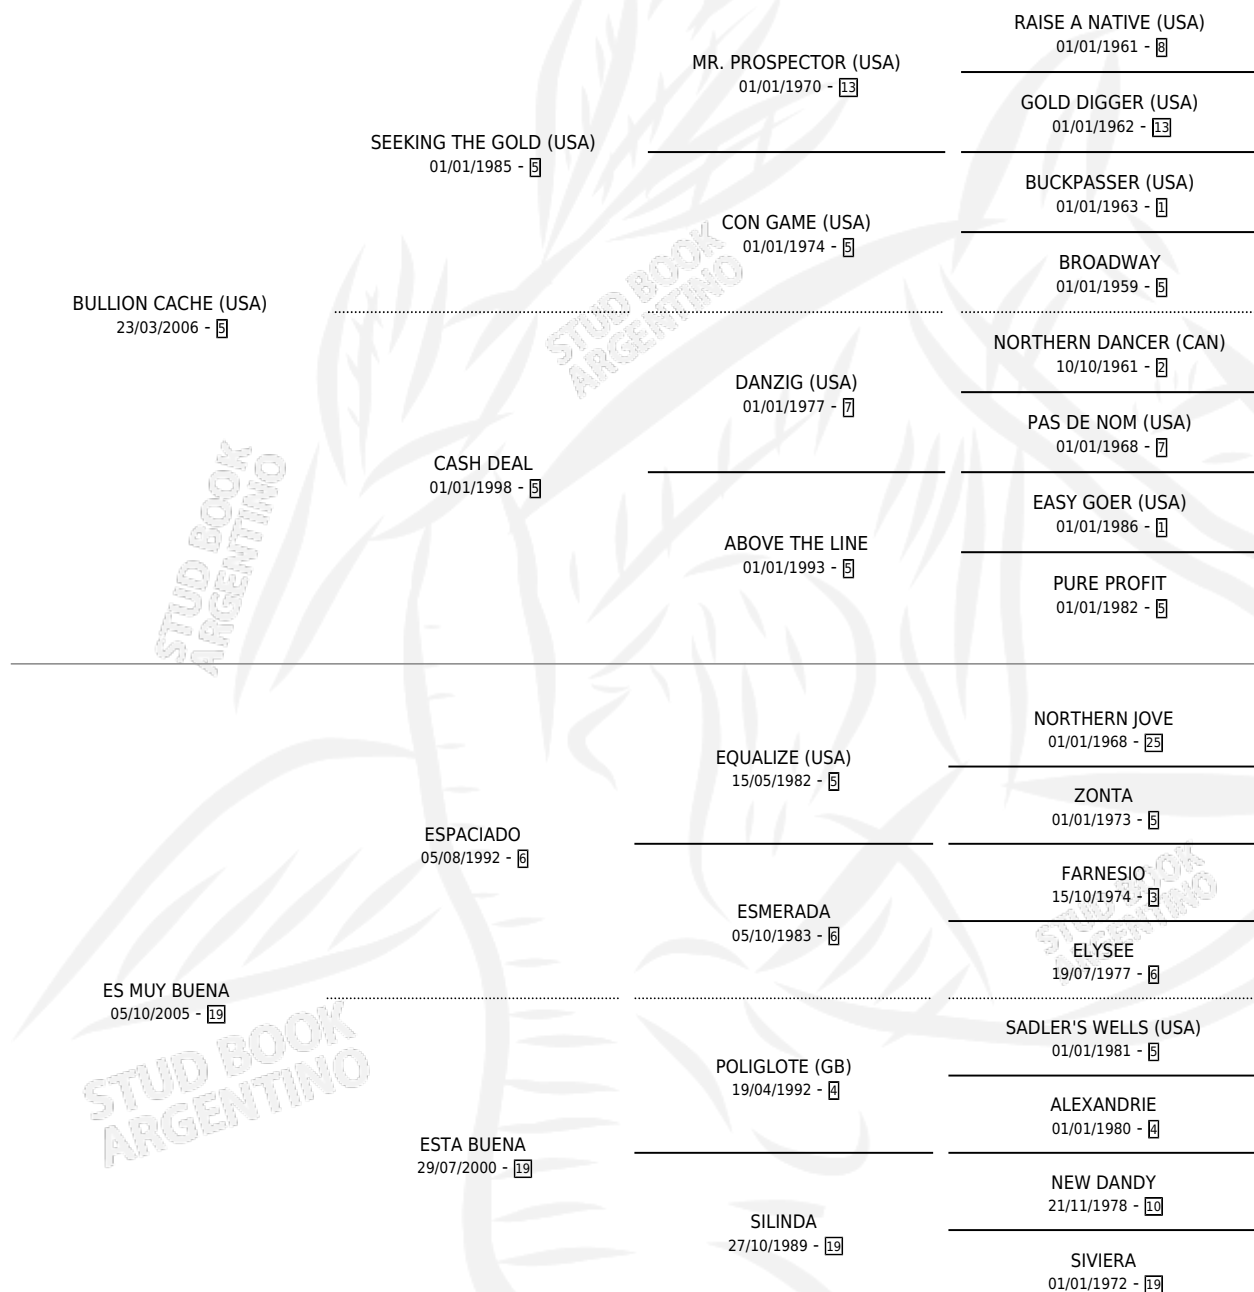 RAISE A NATIVE (USA)
01/01/1961 - 8
MR. PROSPECTOR (USA)
01/01/1970 - 13
GOLD DIGGER (USA)
01/01/1962 - 13
SEEKING THE GOLD (USA)
01/01/1985 - 5
BUCKPASSER (USA)
01/01/1963 - 1
CON GAME (USA)
01/01/1974 - 5
BROADWAY
01/01/1959 - 5
BULLION CACHE (USA)
23/03/2006 - 5
NORTHERN DANCER (CAN)
10/10/1961 - 2
DANZIG (USA)
01/01/1977 - 7
PAS DE NOM (USA)
01/01/1968 - 7
CASH DEAL
01/01/1998 - 5
EASY GOER (USA)
01/01/1986 - 1
ABOVE THE LINE
01/01/1993 - 5
PURE PROFIT
01/01/1982 - 5
NORTHERN JOVE
01/01/1968 - 25
EQUALIZE (USA)
15/05/1982 - 5
ZONTA
01/01/1973 - 5
ESPACIADO
05/08/1992 - 6
FARNESIO
15/10/1974 - 3
ESMERADA
05/10/1983 - 6
ELYSEE
19/07/1977 - 6
ES MUY BUENA
05/10/2005 - 19
SADLER'S WELLS (USA)
01/01/1981 - 5
POLIGLOTE (GB)
19/04/1992 - 4
ALEXANDRIE
01/01/1980 - 4
ESTA BUENA
29/07/2000 - 19
NEW DANDY
21/11/1978 - 10
SILINDA
27/10/1989 - 19
SIVIERA
01/01/1972 - 19
STUD BOOK
ARGENTINO
STUD BOOK
ARGENTINO
STUD BOOK
ARGENTINO
STUD BOOK
ARGENTINO